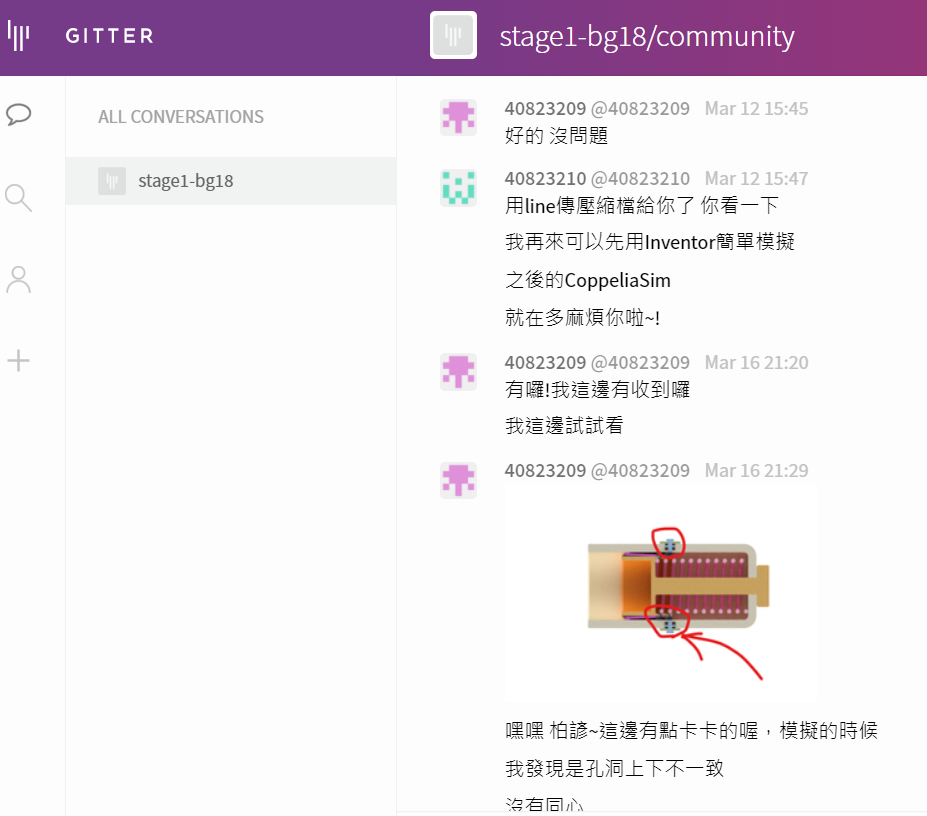 GITTER
stage1-bg18/community
ALL CONVERSATIONS
stage1-bg18
40823209 @40823209 Mar 12 15:45
好的 沒問題
40823210 @40823210 Mar 12 15:47
用line傳壓縮檔給你了 你看一下
我再來可以先用Inventor簡單模擬
之後的CoppeliaSim
就在多麻煩你啦~!
40823209 @40823209 Mar 16 21:20
有囉!我這邊有收到囉
我這邊試試看
40823209 @40823209 Mar 16 21:29
嘿嘿 柏諺~這邊有點卡卡的喔，模擬的時候
我發現是孔洞上下不一致
沒有同心